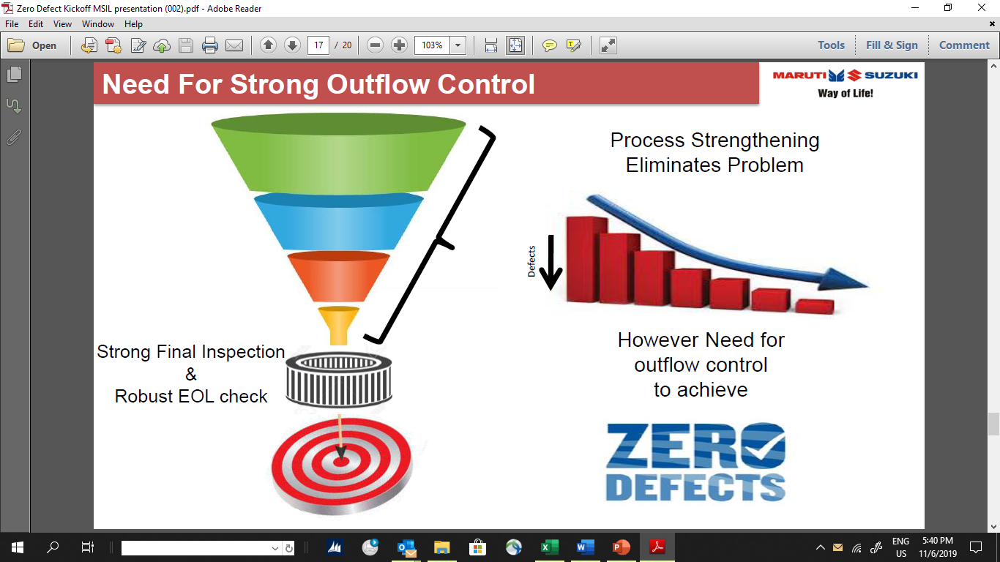 Zero Defect Kickoff MSIL presentation (002).pdf - Adobe Reader
File Edit View Window Help
Open 17 / 20 103% Tools Fill & Sign Comment
Need For Strong Outflow Control
MARUTI SUZUKI
Way of Life!
Process Strengthening
Eliminates Problem
Defects
Strong Final Inspection
&
Robust EOL check
However Need for
outflow control
to achieve
ZERO
DEFECTS
ENG
US
5:40 PM
11/6/2019